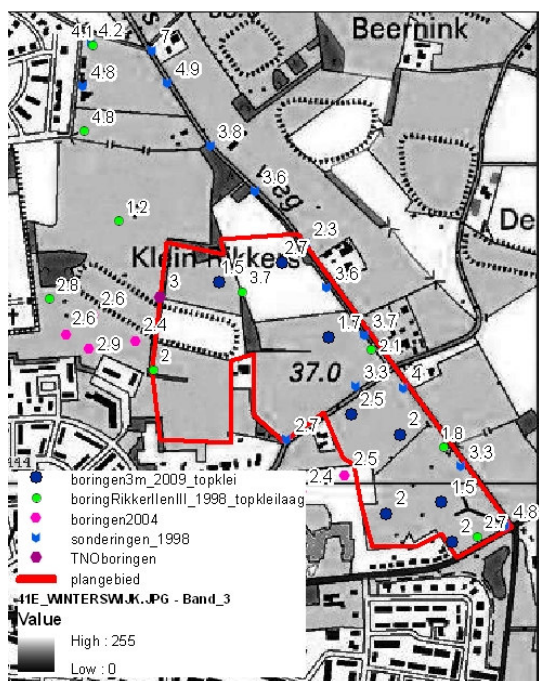 Beernink
4.1 4.2
7
4.8
4.9
4.8
3.8
3.6
1.2
2.3
2.7
De
Klein
3
1.5
3.7
3.6
2.8
2.6
2.6
2.4
2.9
2
1.7
3.7
2.1
37.0
3.3
4
2.5
2
2.7
1.8
2.5
3.3
2.4
1.5
2
2
2.7
4.8
boringen3m_2009_topklei
boringRikkerIIenIII_1998_topkleilaag
boringen2004
sonderingen_1998
TNOboringen
plangebied
41E_WINTERSWIJK.JPG - Band_3
Value
High : 255
Low : 0